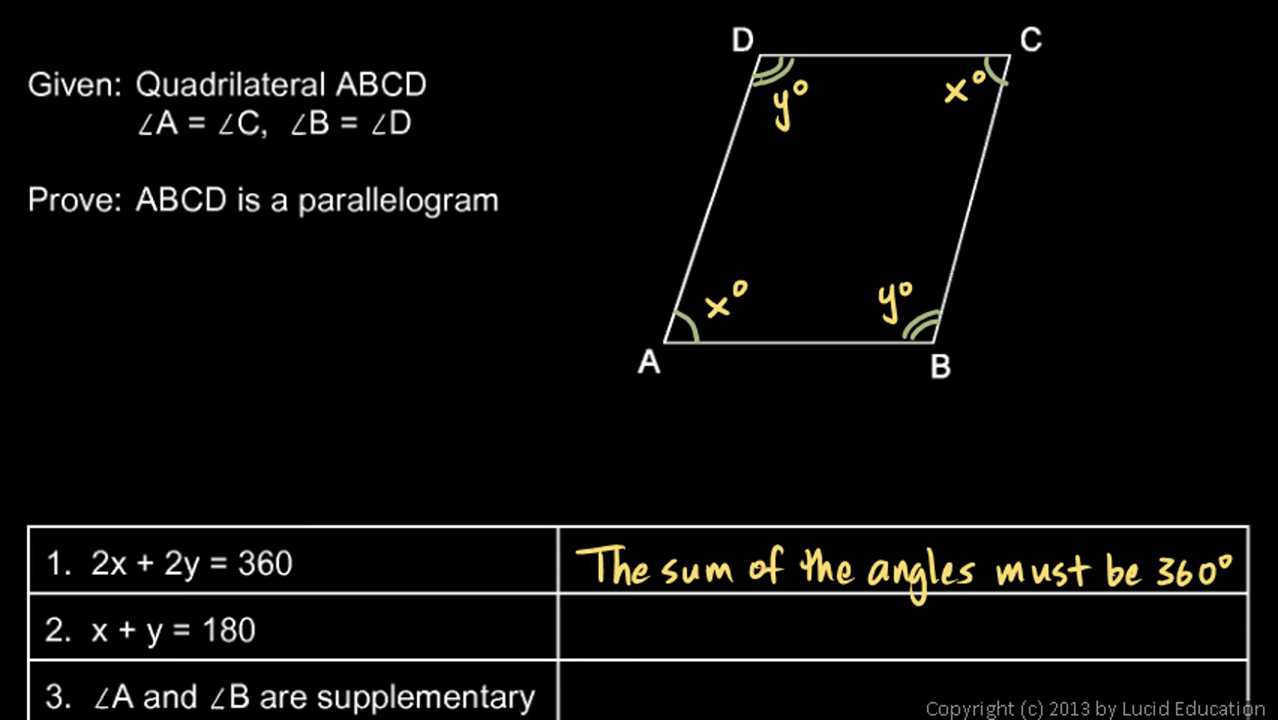 D
C
Given: Quadrilateral ABCD
y°
x°
∠A = ∠C, ∠B = ∠D
Prove: ABCD is a parallelogram
x°
y°
A
B
1. 2x + 2y = 360
The sum of the angles must be 360°
2. x + y = 180
3. ∠A and ∠B are supplementary
Copyright (c) 2013 by Lucid Education